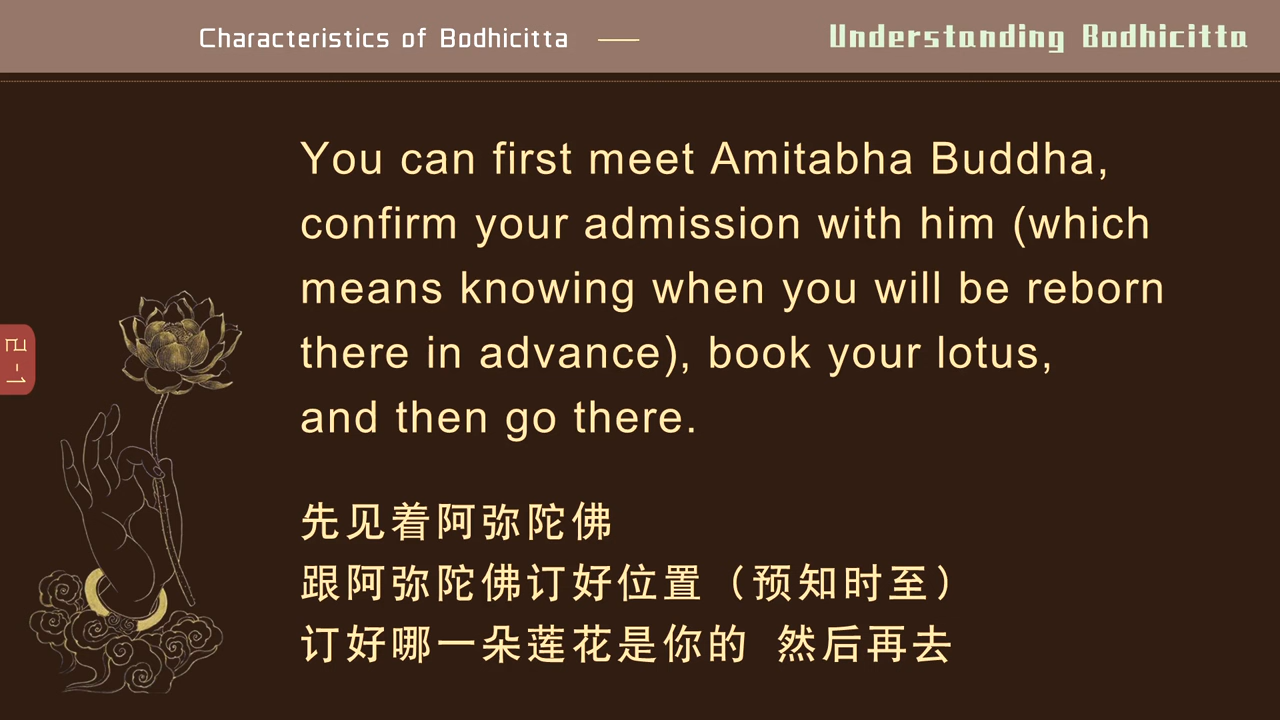 Characteristics of Bodhicitta —
Understanding Bodhicitta
You can first meet Amitabha Buddha,
confirm your admission with him (which
means knowing when you will be reborn
there in advance), book your lotus,
and then go there.
先见着阿弥陀佛
跟阿弥陀佛订好位置（预知时至）
订好哪一朵莲花是你的 然后再去